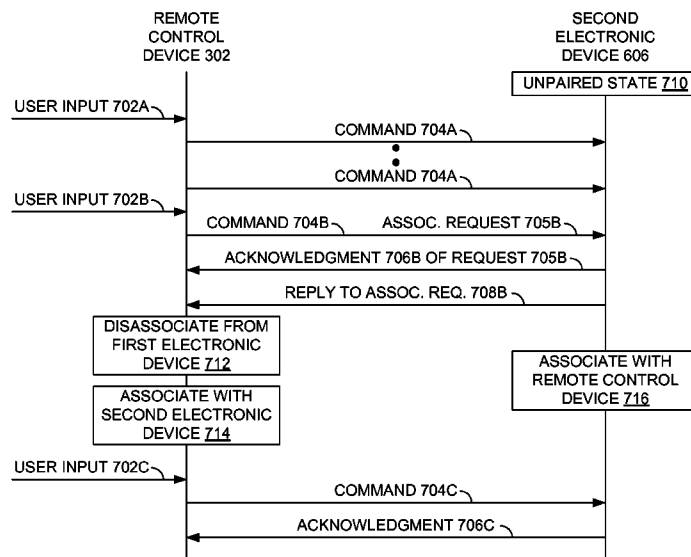 REMOTE
CONTROL
DEVICE 302
SECOND
ELECTRONIC
DEVICE 606
UNPAIRED STATE 710
USER INPUT 702A
COMMAND 704A
COMMAND 704A
USER INPUT 702B
COMMAND 704B
ASSOC. REQUEST 705B
ACKNOWLEDGMENT 706B OF REQUEST 705B
REPLY TO ASSOC. REQ. 708B
DISASSOCIATE FROM
FIRST ELECTRONIC
DEVICE 712
ASSOCIATE WITH
REMOTE CONTROL
DEVICE 716
ASSOCIATE WITH
SECOND ELECTRONIC
DEVICE 714
USER INPUT 702C
COMMAND 704C
ACKNOWLEDGMENT 706C